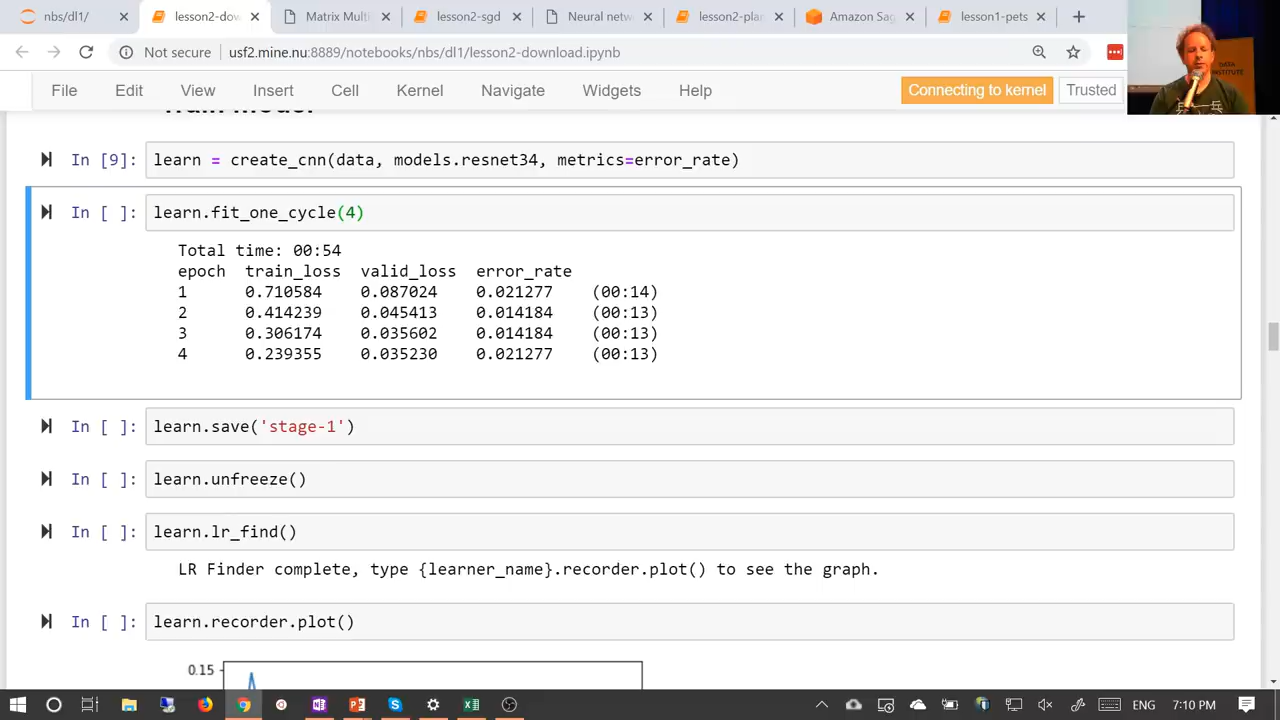 nbs/dl1/
lesson2-dow
Matrix Multi
lesson2-sgd
Neural netw
lesson2-plan
Amazon Sag
lesson1-pets
Not secure
usf2.mine.nu:8889/notebooks/nbs/dl1/lesson2-download.ipynb
File Edit View Insert Cell Kernel Navigate Widgets Help
Connecting to kernel
Trusted
DATA
INSTITUTE
Train model
In [9]: learn = create_cnn(data, models.resnet34, metrics=error_rate)
In [ ]: learn.fit_one_cycle(4)
Total time: 00:54
epoch train_loss valid_loss error_rate
1 0.710584 0.087024 0.021277 (00:14)
2 0.414239 0.045413 0.014184 (00:13)
3 0.306174 0.035602 0.014184 (00:13)
4 0.239355 0.035230 0.021277 (00:13)
In [ ]: learn.save('stage-1')
In [ ]: learn.unfreeze()
In [ ]: learn.lr_find()
LR Finder complete, type {learner_name}.recorder.plot() to see the graph.
In [ ]: learn.recorder.plot()
0.15
ENG 7:10 PM